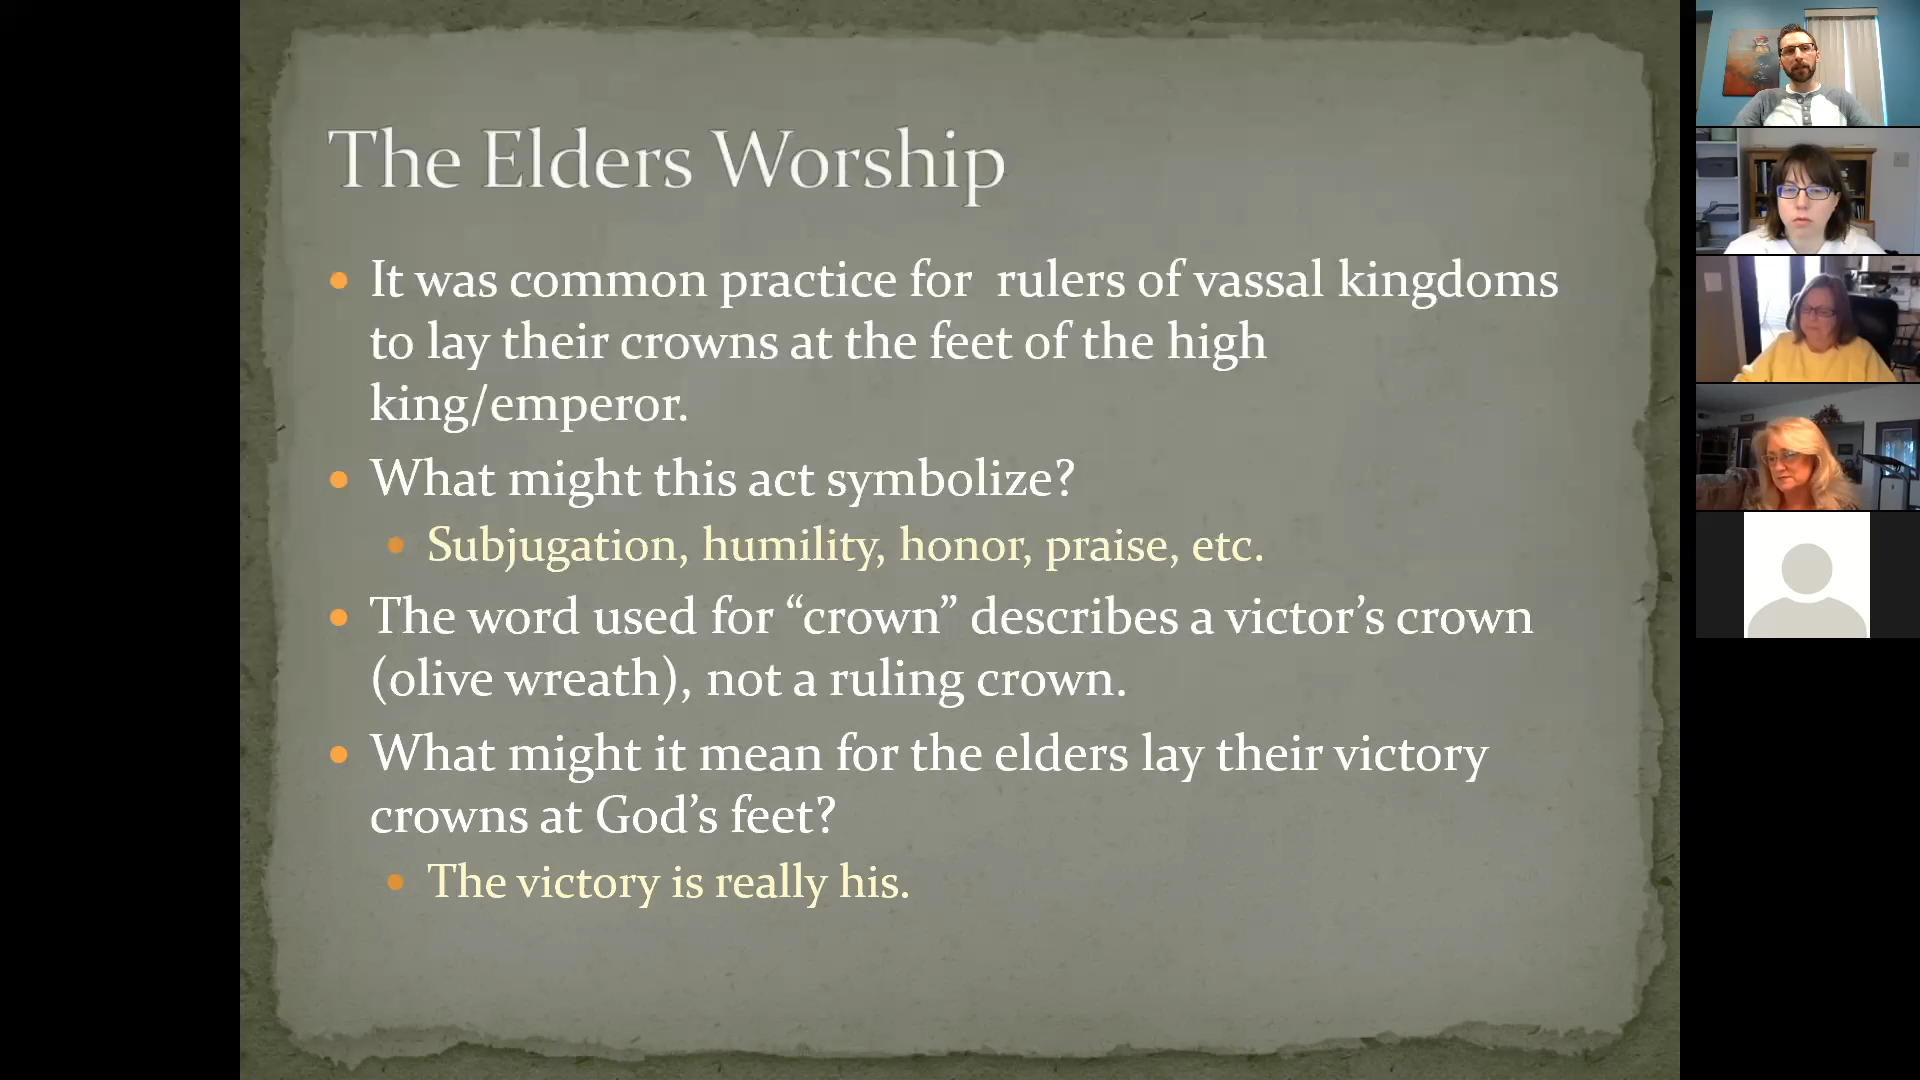 The Elders Worship
It was common practice for  rulers of vassal kingdoms
to lay their crowns at the feet of the high
king/emperor.
What might this act symbolize?
Subjugation, humility, honor, praise, etc.
The word used for “crown” describes a victor’s crown
(olive wreath), not a ruling crown.
What might it mean for the elders lay their victory
crowns at God’s feet?
The victory is really his.